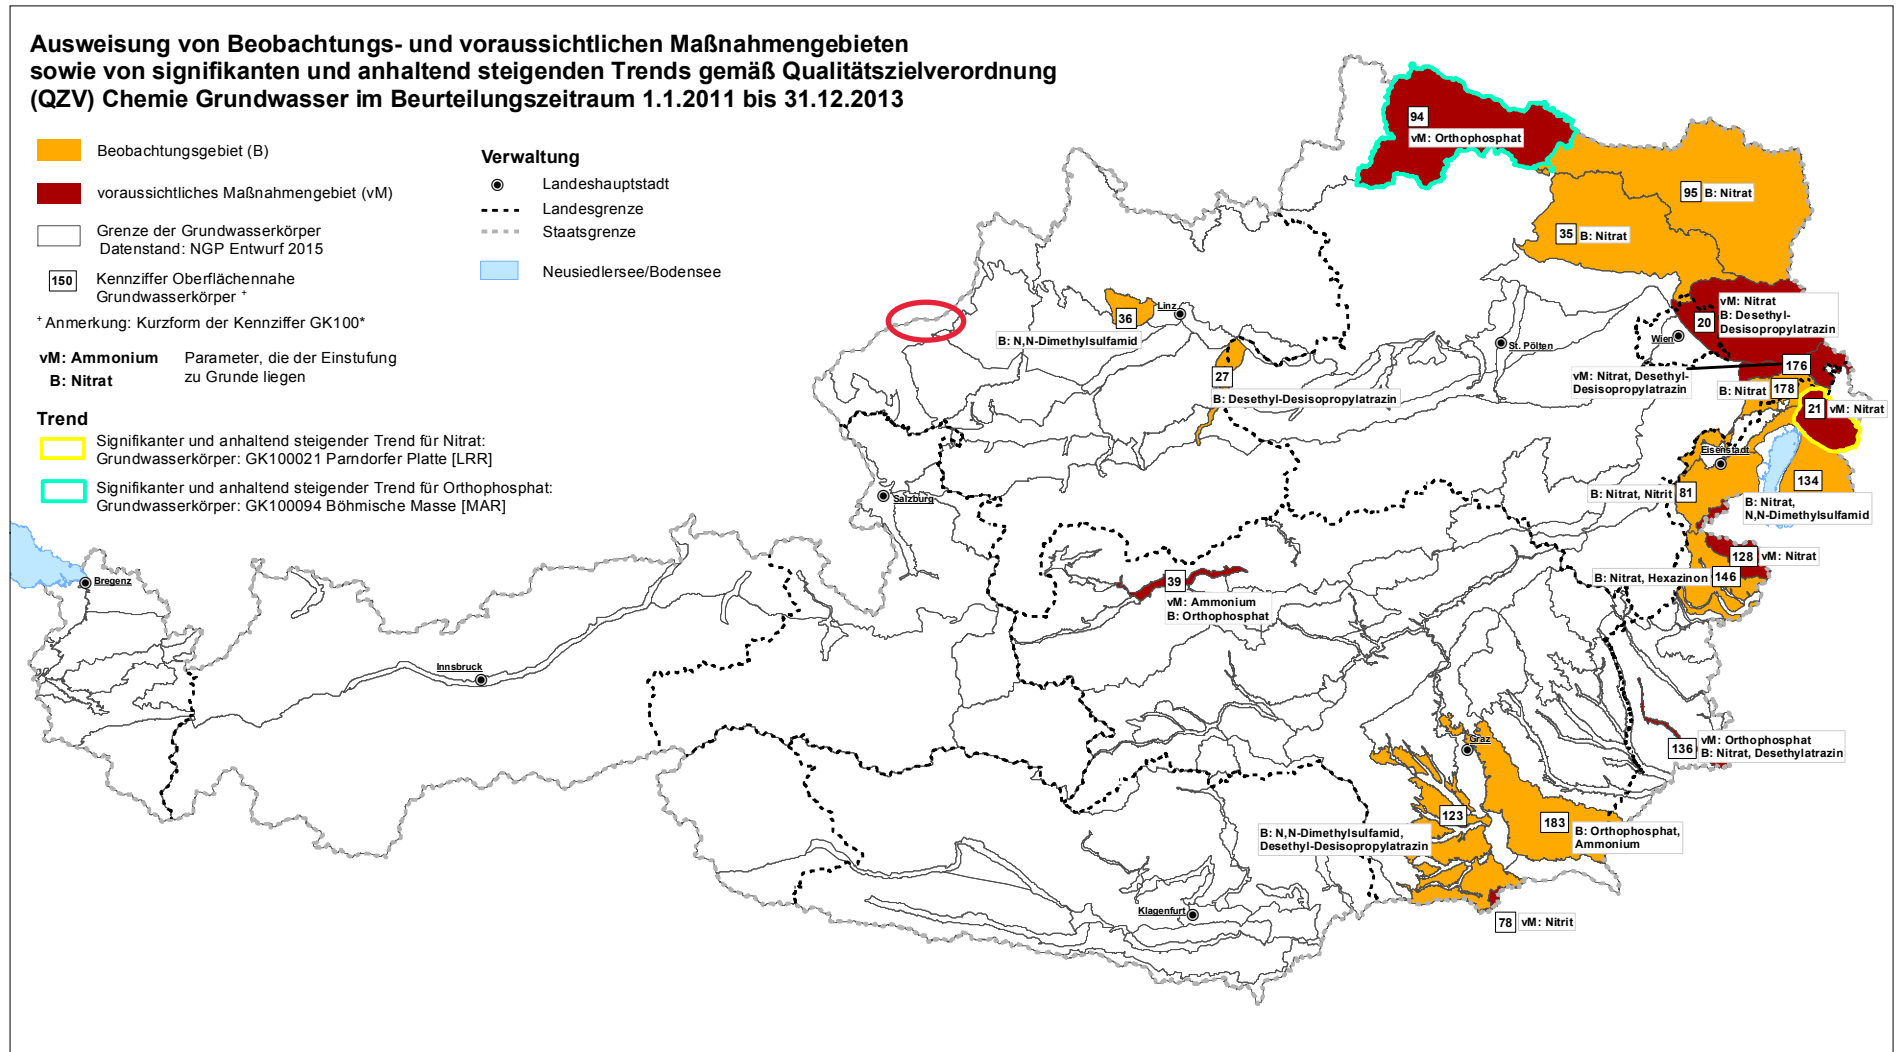 Ausweisung von Beobachtungs- und voraussichtlichen Maßnahmengebieten
sowie von signifikanten und anhaltend steigenden Trends gemäß Qualitätszielverordnung
(QZV) Chemie Grundwasser im Beurteilungszeitraum 1.1.2011 bis 31.12.2013
Beobachtungsgebiet (B)
voraussichtliches Maßnahmengebiet (vM)
Grenze der Grundwasserkörper
Datenstand: NGP Entwurf 2015
150
Kennziffer Oberflächennahe
Grundwasserkörper +
+ Anmerkung: Kurzform der Kennziffer GK100*
vM: Ammonium
B: Nitrat
Parameter, die der Einstufung
zu Grunde liegen
Trend
Signifikanter und anhaltend steigender Trend für Nitrat:
Grundwasserkörper: GK100021 Parndorfer Platte [LRR]
Signifikanter und anhaltend steigender Trend für Orthophosphat:
Grundwasserkörper: GK100094 Böhmische Masse [MAR]
Verwaltung
Landeshauptstadt
Landesgrenze
Staatsgrenze
Neusiedlersee/Bodensee
94
vM: Orthophosphat
95 B: Nitrat
35 B: Nitrat
20
vM: Nitrat
B: Desethyl-
Desisopropylatrazin
Wien
36
Linz
B: N,N-Dimethylsulfamid
St. Pölten
27
B: Desethyl-Desisopropylatrazin
176
vM: Nitrat, Desethyl-
Desisopropylatrazin
B: Nitrat 178
21 vM: Nitrat
Eisenstadt
134
B: Nitrat,
N,N-Dimethylsulfamid
B: Nitrat, Nitrit 81
Salzburg
128 vM: Nitrat
B: Nitrat, Hexazinon 146
39
vM: Ammonium
B: Orthophosphat
Bregenz
Innsbruck
136
vM: Orthophosphat
B: Nitrat, Desethylatrazin
Graz
123
B: N,N-Dimethylsulfamid,
Desethyl-Desisopropylatrazin
183
B: Orthophosphat,
Ammonium
Klagenfurt
78 vM: Nitrit